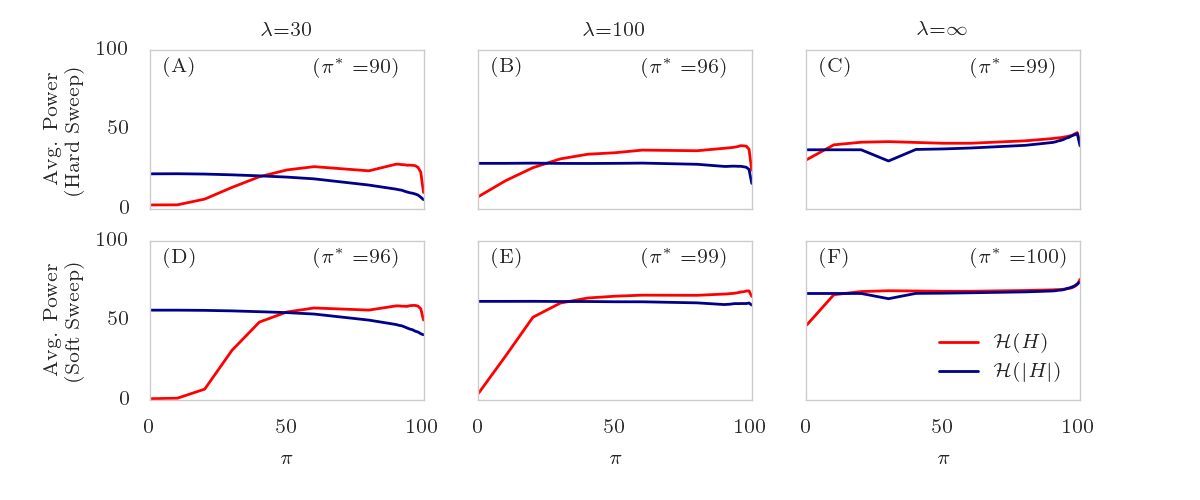 λ=30
λ=100
λ=∞
Avg. Power
(Hard Sweep)
100
50
0
(A)
(π* =90)
(B)
(π* =96)
(C)
(π* =99)
Avg. Power
(Soft Sweep)
100
50
0
(D)
(π* =96)
(E)
(π* =99)
(F)
(π* =100)
ℋ(H)
ℋ(|H|)
0
50
100
0
50
100
0
50
100
π
π
π